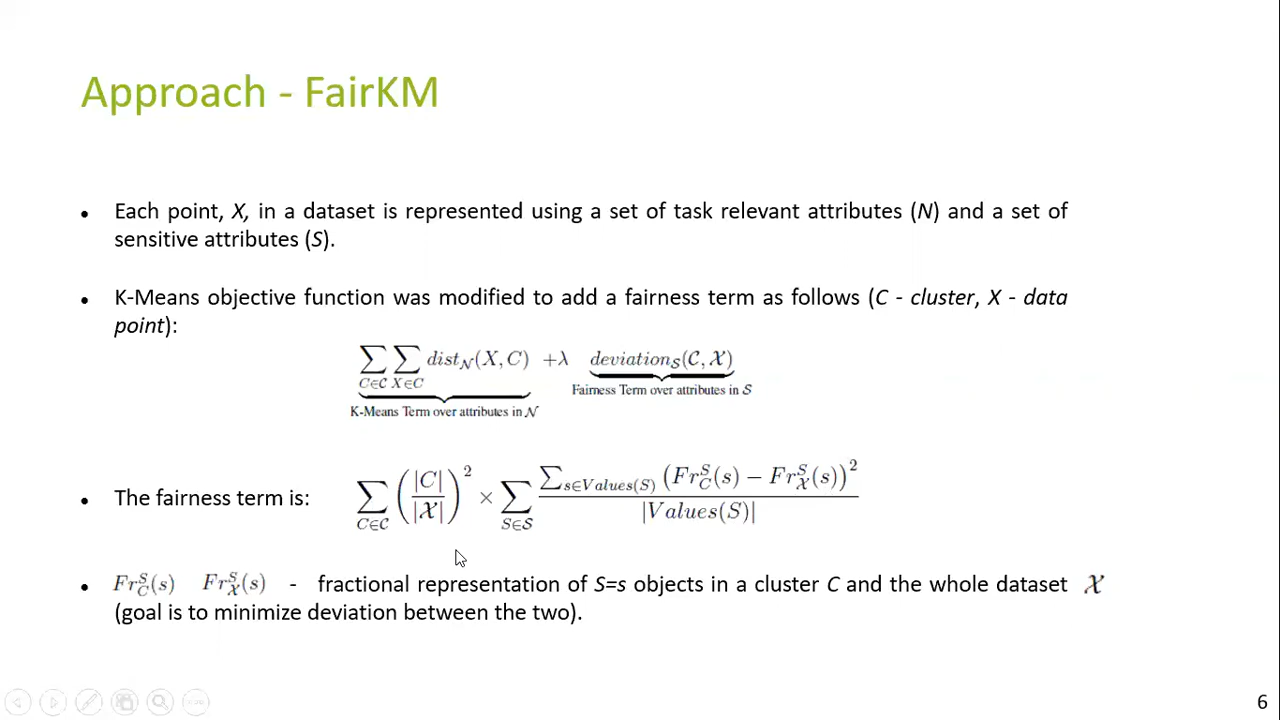 Approach - FairKM
• Each point, X, in a dataset is represented using a set of task relevant attributes (N) and a set of
sensitive attributes (S).
• K-Means objective function was modified to add a fairness term as follows (C - cluster, X - data
point):
∑_{C∈𝒞} ∑_{X∈C} dist_𝒩(X, C) + λ deviation_𝒮(𝒞, 𝒳)
K-Means Term over attributes in 𝒩
Fairness Term over attributes in 𝒮
• The fairness term is: ∑_{C∈𝒞} (|C| / |𝒳|)^2 × ∑_{S∈𝒮} ∑_{s∈Values(S)} (Fr_C^S(s) − Fr_𝒳^S(s))^2 / |Values(S)|
• Fr_C^S(s) Fr_𝒳^S(s) - fractional representation of S=s objects in a cluster C and the whole dataset 𝒳
(goal is to minimize deviation between the two).
6